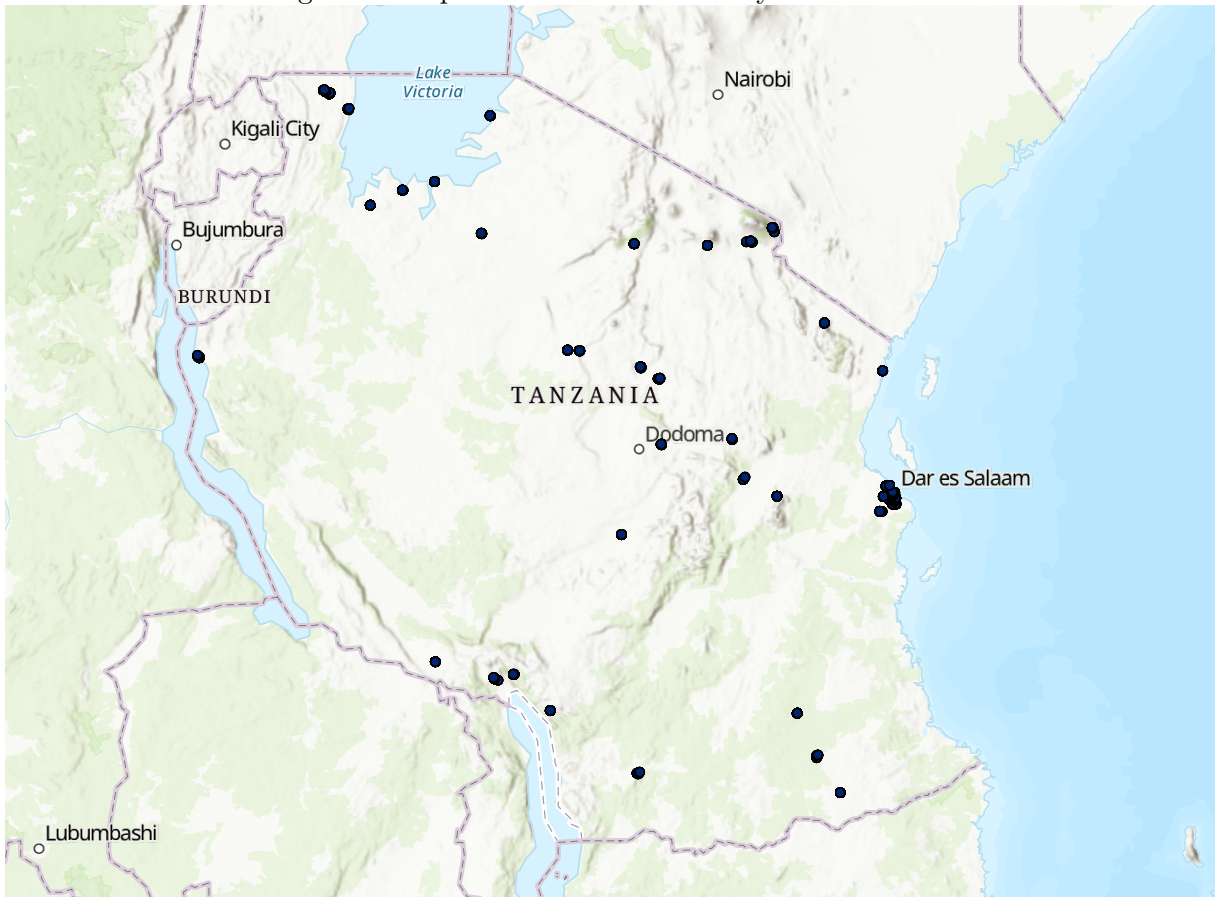 Lake
Victoria
Nairobi
Kigali City
Bujumbura
BURUNDI
TANZANIA
Dodoma
Dar es Salaam
Lubumbashi